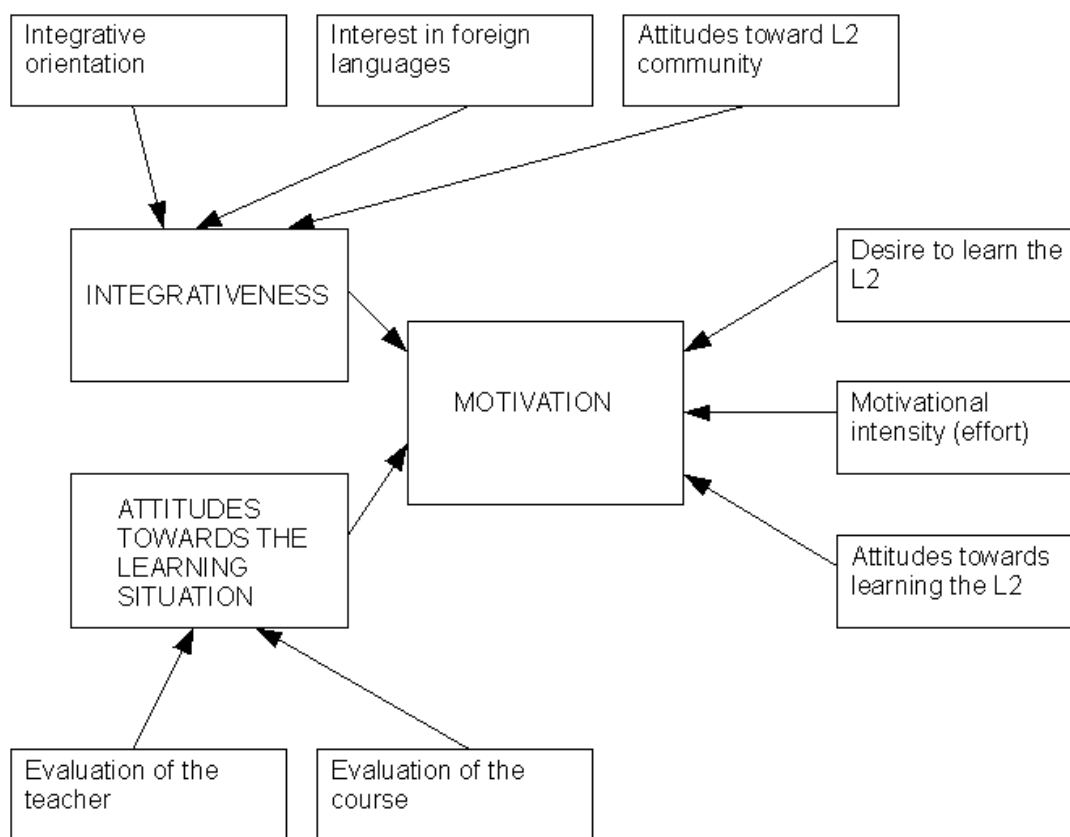 Integrative
orientation
Interest in foreign
languages
Attitudes toward L2
community
INTEGRATIVENESS
Desire to learn the
L2
MOTIVATION
Motivational
intensity (effort)
ATTITUDES
TOWARDS THE
LEARNING
SITUATION
Attitudes towards
learning the L2
Evaluation of the
teacher
Evaluation of the
course